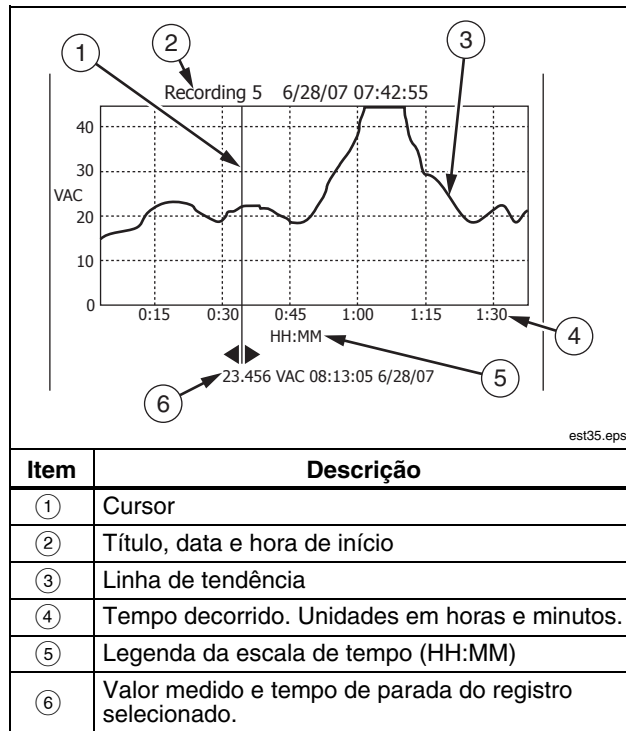 1
2
3
Recording 5 6/28/07 07:42:55
40
30
VAC
20
10
0
0:15 0:30 0:45 1:00 1:15 1:30
HH:MM
4
23.456 VAC 08:13:05 6/28/07
5
6
est35.eps
Item Descrição
1 Cursor
2 Título, data e hora de início
3 Linha de tendência
4 Tempo decorrido. Unidades em horas e minutos.
5 Legenda da escala de tempo (HH:MM)
6 Valor medido e tempo de parada do registro
selecionado.